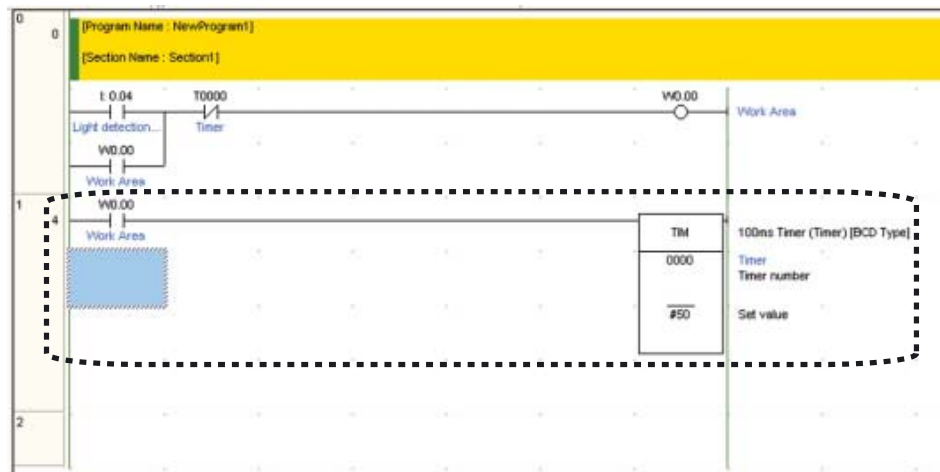 0
0
[Program Name : NewProgram1]
[Section Name : Section1]
I: 0.04 T0000 W0.00
Light detection... Timer Work Area
W0.00
Work Area
1
4
W0.00
Work Area
TIM 100ms Timer (Timer) [BCD Type]
0000 Timer
Timer number
#50 Set value
2